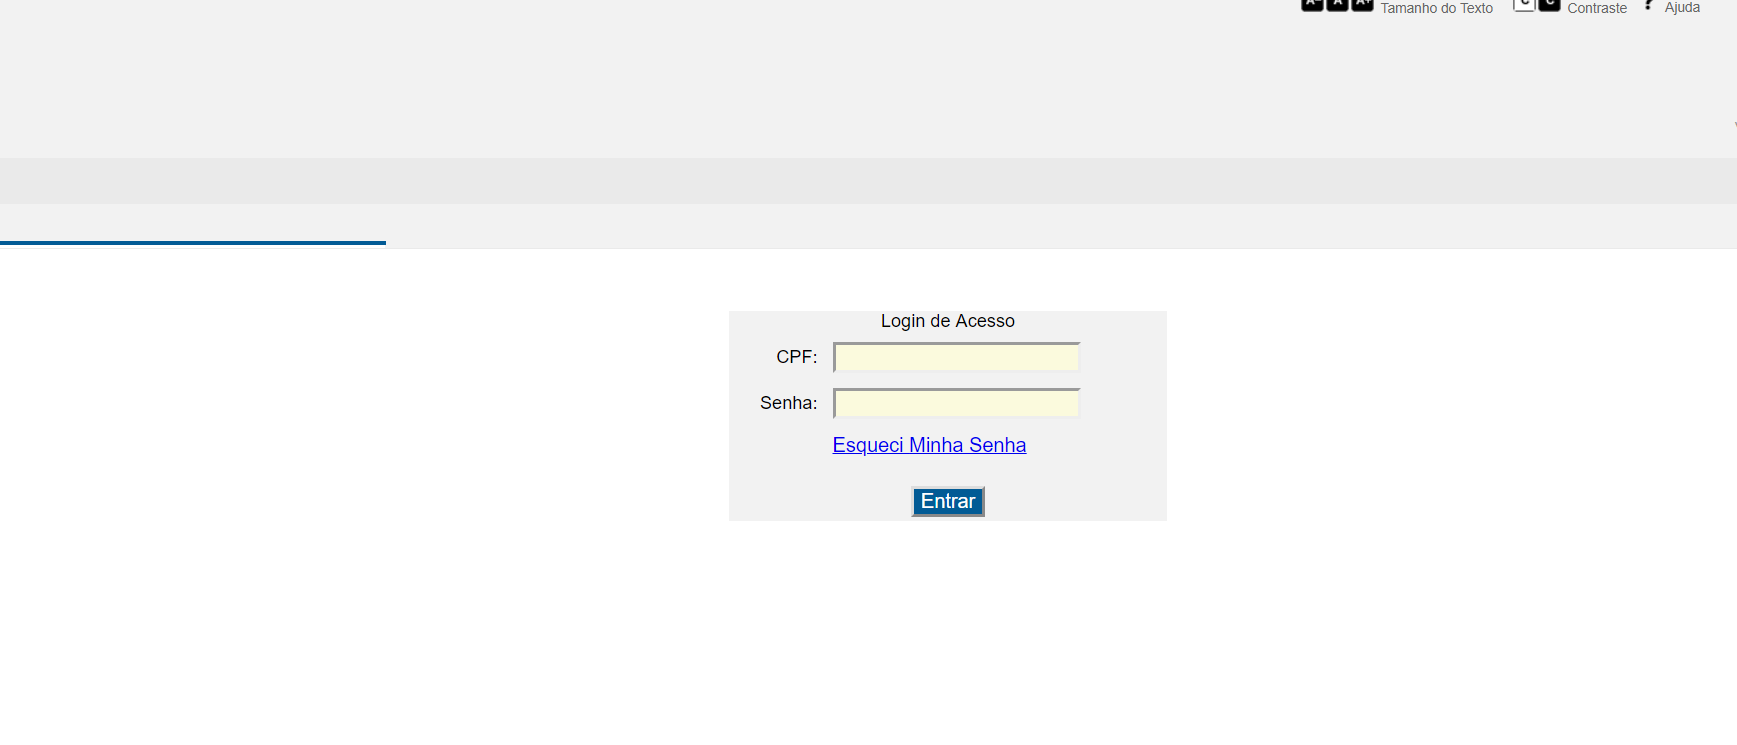 A- A A+ Tamanho do Texto C C Contraste ? Ajuda
Login de Acesso
CPF:
Senha:
Esqueci Minha Senha
Entrar